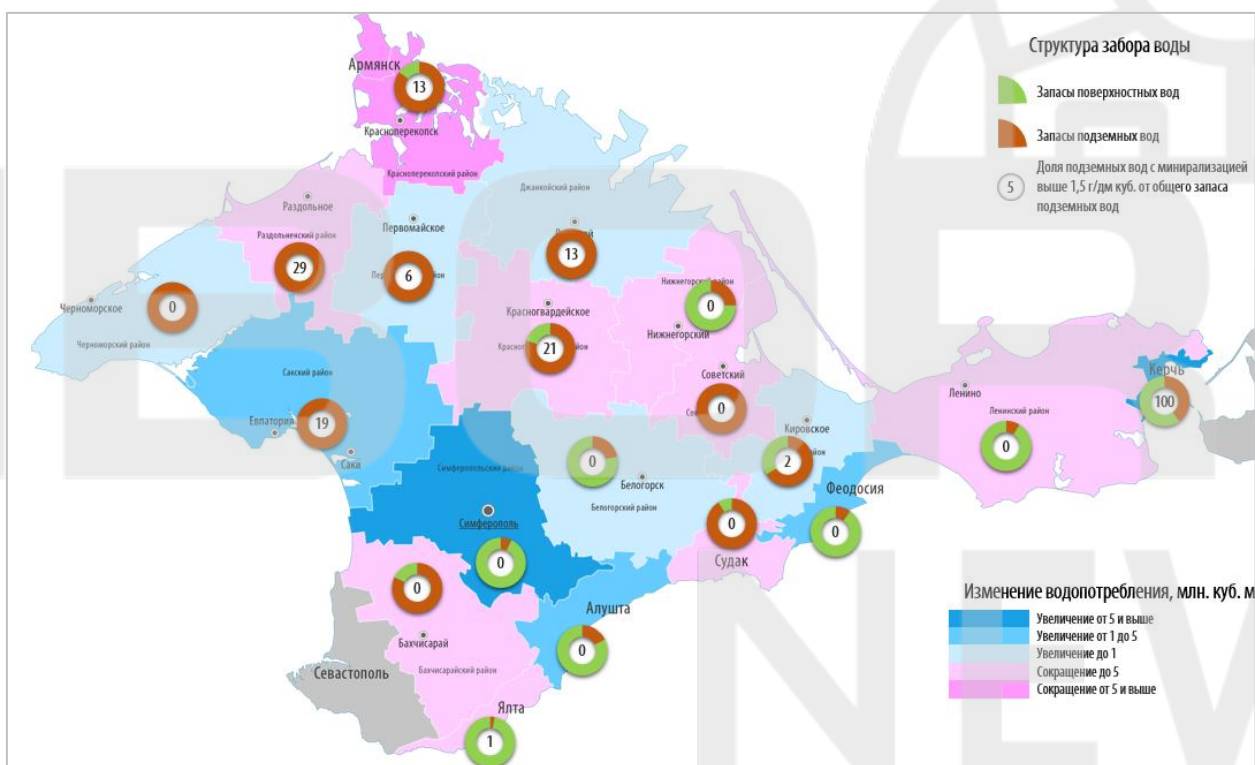 Структура забора воды
Запасы поверхностных вод
Запасы подземных вод
5
Доля подземных вод с минирализацией
выше 1,5 г/дм куб. от общего запаса
подземных вод
Армянск
13
Красноперекопск
Красноперекопский район
Джанкойский район
Раздольное
Раздольненский район
29
Первомайское
6
13
Черноморское
0
Черноморский район
Нижнегорский район
0
Нижнегорский
Красногвардейское
21
Советский
0
Сакский район
Евпатория
19
Саки
Кировское
2
Ленино
Ленинский район
0
Керчь
100
Симферопольский район
Симферополь
0
0
Белогорск
Белогорский район
Феодосия
0
0
Судак
0
Бахчисарай
Бахчисарайский район
Алушта
0
Севастополь
Ялта
1
Изменение водопотребления, млн. куб. м
Увеличение от 5 и выше
Увеличение от 1 до 5
Увеличение до 1
Сокращение до 5
Сокращение от 5 и выше
NEW